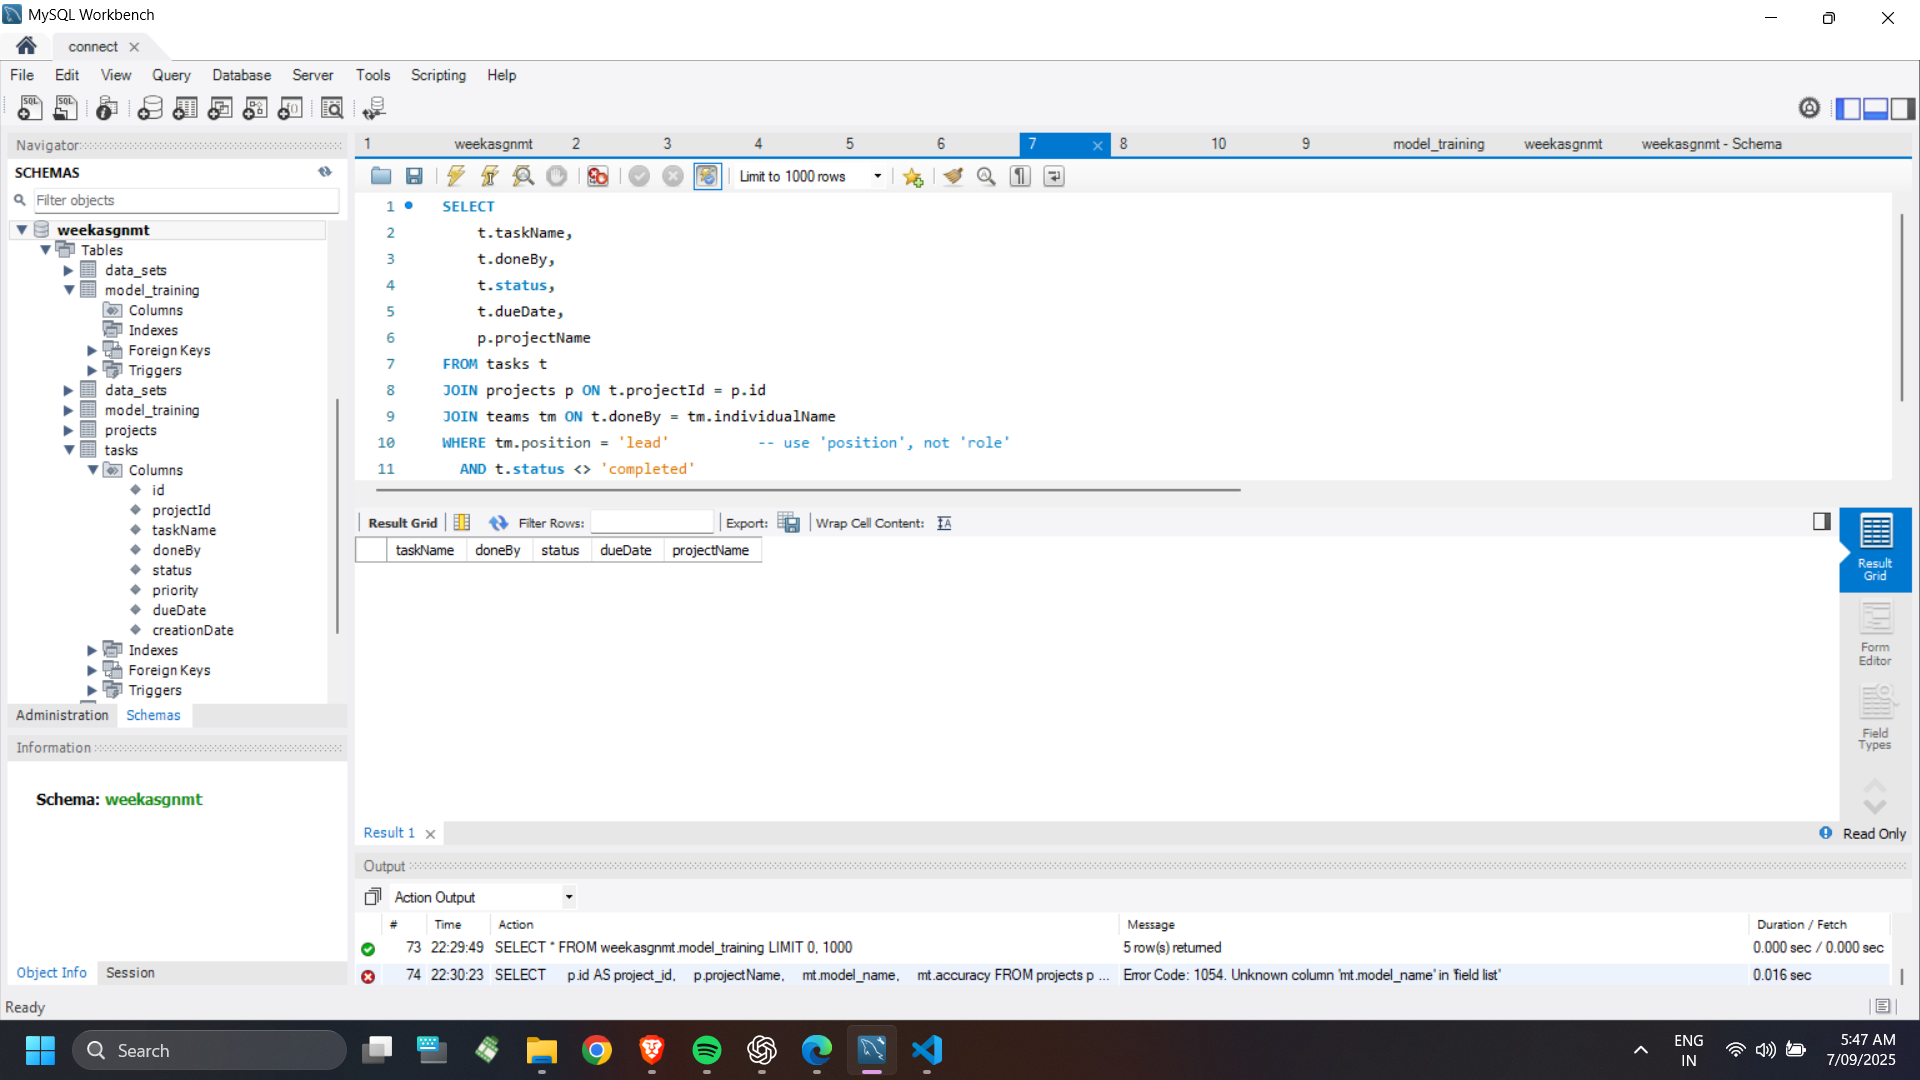 MySQL Workbench
connect
File Edit View Query Database Server Tools Scripting Help
Navigator
SCHEMAS
Filter objects
weekasgnmt
Tables
data_sets
model_training
Columns
Indexes
Foreign Keys
Triggers
data_sets
model_training
projects
tasks
Columns
id
projectId
taskName
doneBy
status
priority
dueDate
creationDate
Indexes
Foreign Keys
Triggers
Administration Schemas
Information
Schema: weekasgnmt
Object Info Session
Ready
1 weekasgnmt 2 3 4 5 6 7 8 10 9 model_training weekasgnmt weekasgnmt - Schema
Limit to 1000 rows
1 SELECT
2 t.taskName,
3 t.doneBy,
4 t.status,
5 t.dueDate,
6 p.projectName
7 FROM tasks t
8 JOIN projects p ON t.projectId = p.id
9 JOIN teams tm ON t.doneBy = tm.individualName
10 WHERE tm.position = 'lead' -- use 'position', not 'role'
11 AND t.status <> 'completed'
Result Grid Filter Rows: Export: Wrap Cell Content:
taskName doneBy status dueDate projectName
Result Grid
Form Editor
Field Types
Result 1
Read Only
Output
Action Output
# Time Action Message Duration / Fetch
73 22:29:49 SELECT * FROM weekasgnmt.model_training LIMIT 0, 1000 5 row(s) returned 0.000 sec / 0.000 sec
74 22:30:23 SELECT p.id AS project_id, p.projectName, mt.model_name, mt.accuracy FROM projects p ... Error Code: 1054. Unknown column 'mt.model_name' in 'field list' 0.016 sec
Search
ENG
IN
5:47 AM
7/09/2025